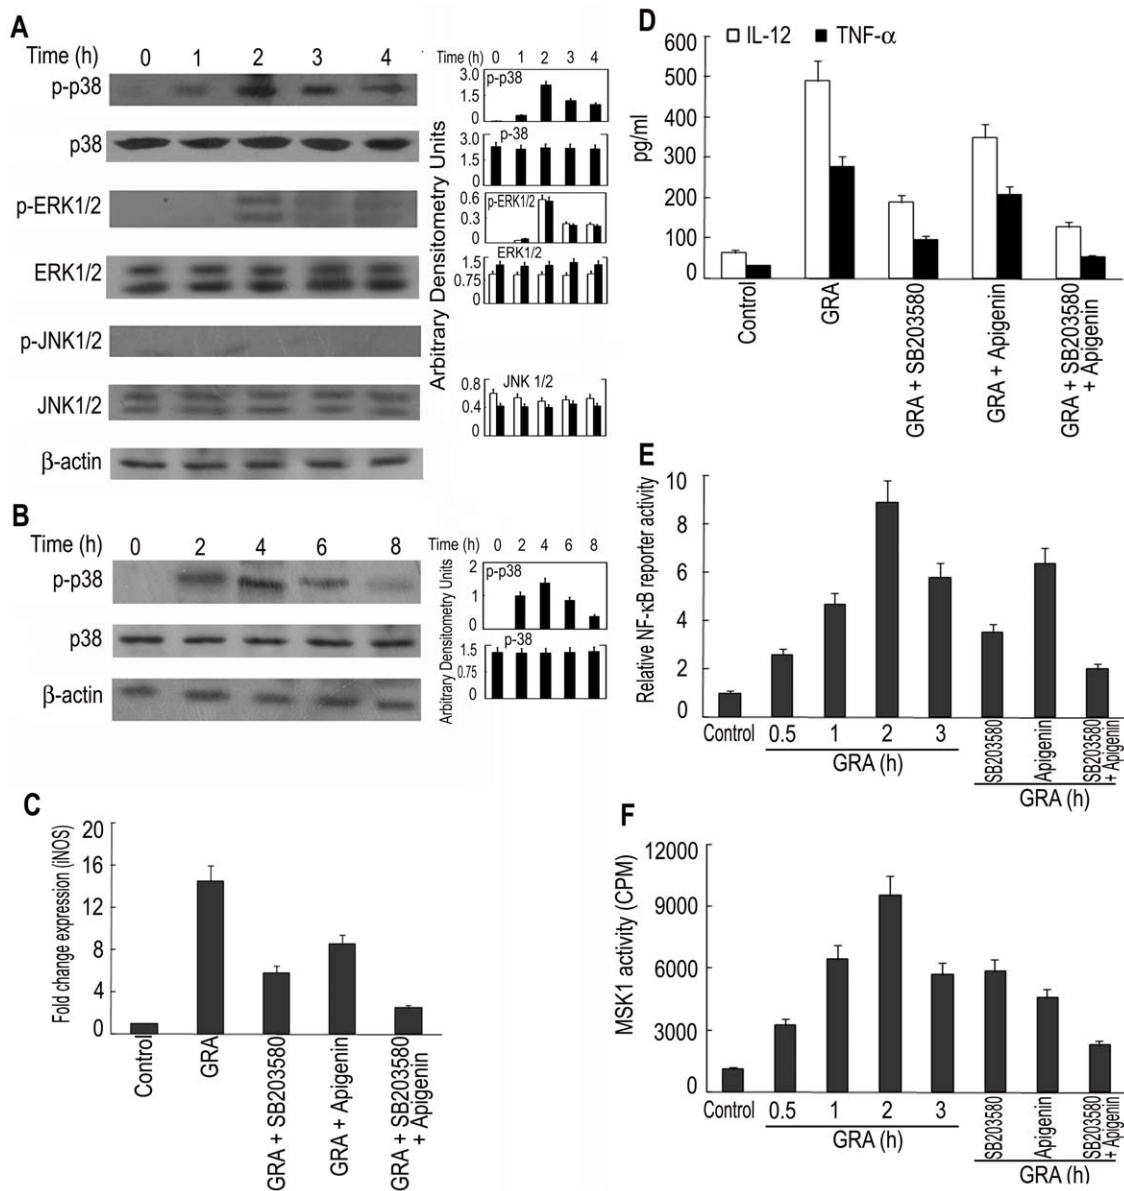 A
Time (h) 0 1 2 3 4
p-p38
p38
p-ERK1/2
ERK1/2
p-JNK1/2
JNK1/2
β-actin
Time (h) 0 1 2 3 4
Arbitrary Densitometry Units
p-p38
3.0
1.5
0
p-38
3.0
1.5
0
p-ERK1/2
0.6
0.3
0
ERK1/2
1.5
0.75
0
JNK 1/2
0.8
0.4
0
B
Time (h) 0 2 4 6 8
p-p38
p38
β-actin
Time (h) 0 2 4 6 8
Arbitrary Densitometry Units
p-p38
2
1
0
p-38
1.5
0.75
0
C
Fold change expression (iNOS)
20
16
12
8
4
0
Control
GRA
GRA + SB203580
GRA + Apigenin
GRA + SB203580
+ Apigenin
D
IL-12 TNF-α
pg/ml
600
500
400
300
200
100
0
Control
GRA
GRA + SB203580
GRA + Apigenin
GRA + SB203580
+ Apigenin
E
Relative NF-κB reporter activity
10
8
6
4
2
0
Control 0.5 1 2 3
SB203580
Apigenin
SB203580
+ Apigenin
GRA (h)
GRA (h)
F
MSK1 activity (CPM)
12000
9000
6000
3000
0
Control 0.5 1 2 3
SB203580
Apigenin
SB203580
+ Apigenin
GRA (h)
GRA (h)